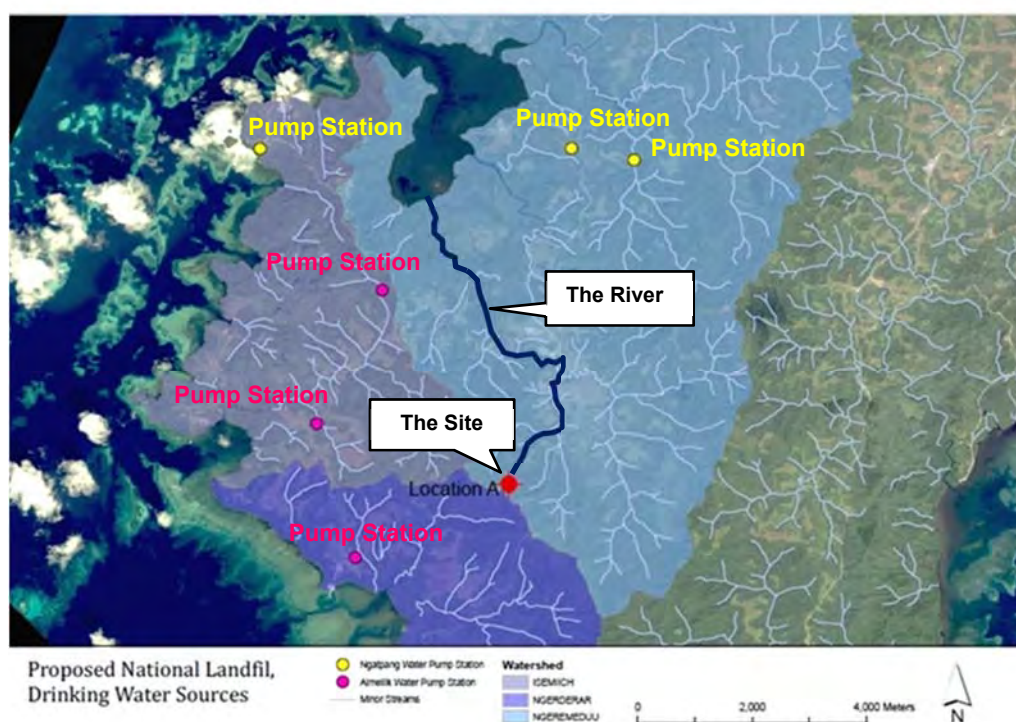 Pump Station
Pump Station
Pump Station
Pump Station
The River
Pump Station
The Site
Location A
Pump Station
Proposed National Landfil,
Drinking Water Sources
Ngatpang Water Pump Station
Aimeliik Water Pump Station
Minor Streams
Watershed
ISEMIICH
NGERDERAR
NGEREMEDUU
0 2,000 4,000 Meters
N